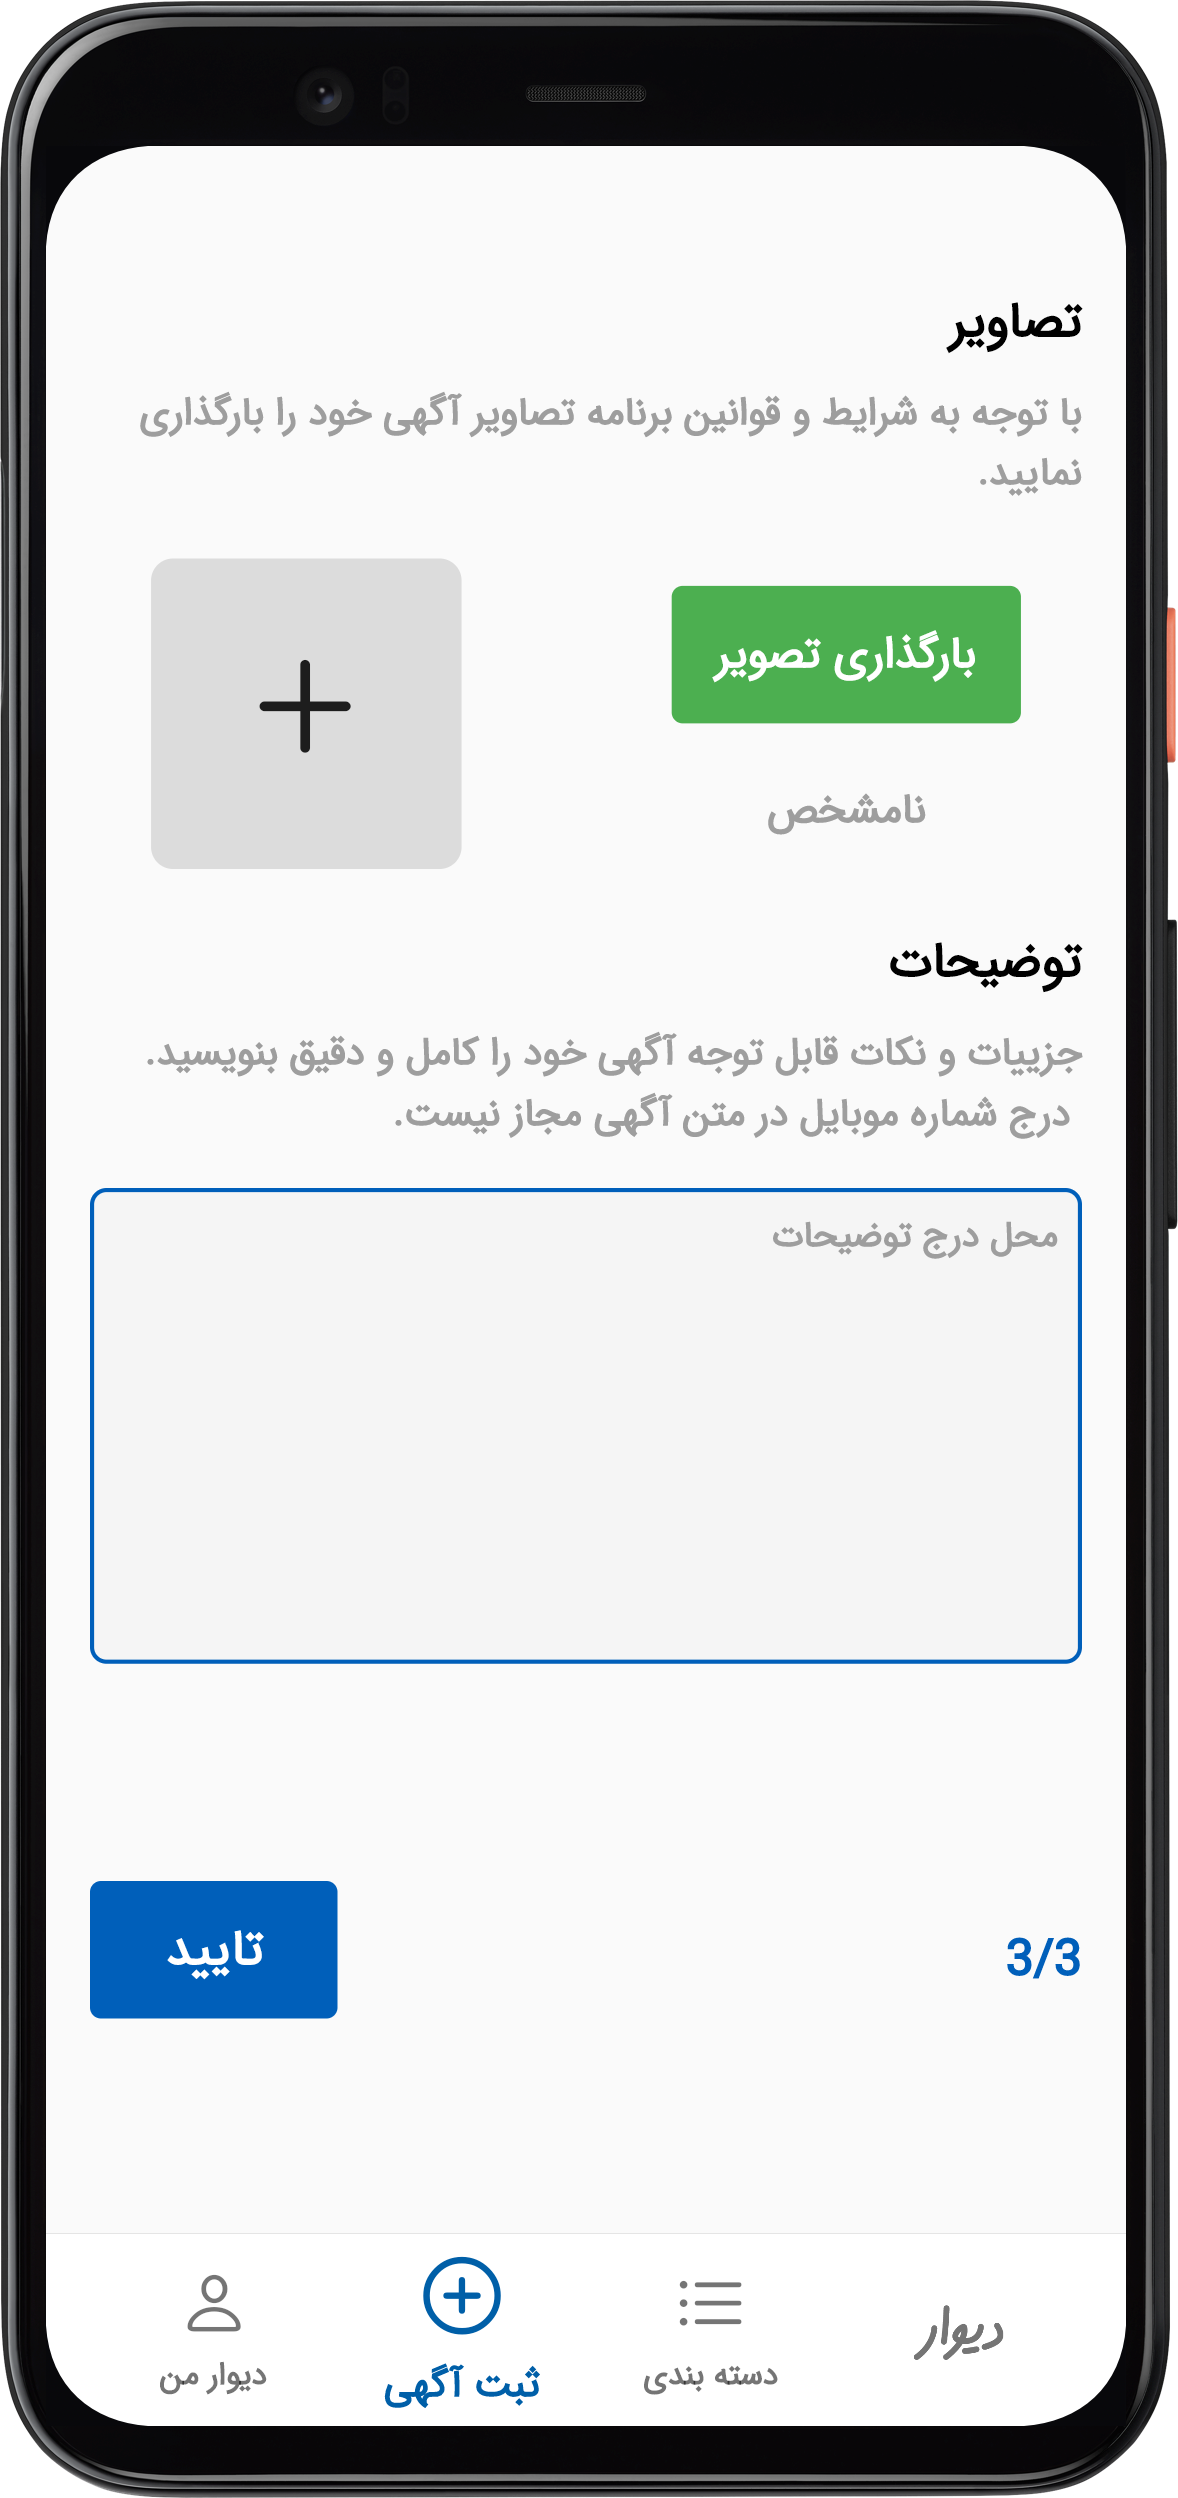 تصاویر
با توجه به شرایط و قوانین برنامه تصاویر آگهی خود را بارگذاری
نمایید.
بارگذاری تصویر
نامشخص
توضیحات
جزییات و نکات قابل توجه آگهی خود را کامل و دقیق بنویسید.
درج شماره موبایل در متن آگهی مجاز نیست.
محل درج توضیحات
3/3
تایید
دیوار
دسته بندی
ثبت آگهی
دیوار من